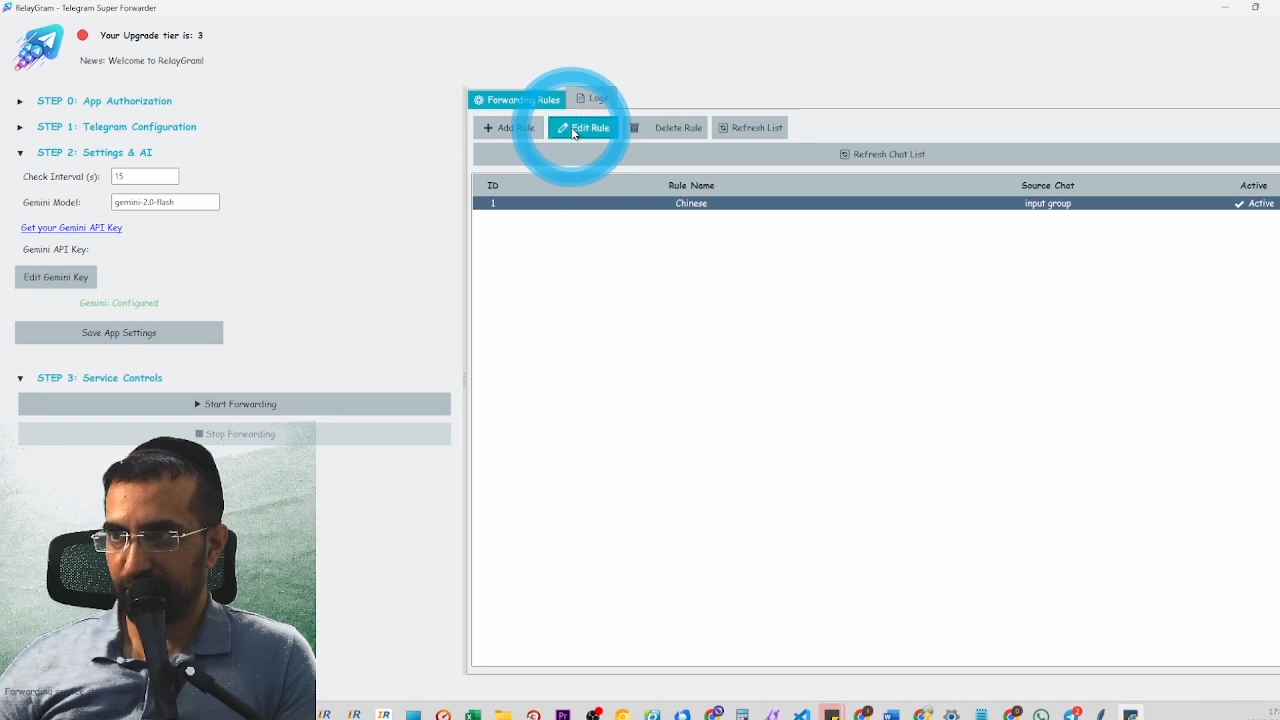 RelayGram - Telegram Super Forwarder
Your Upgrade tier is: 3
News: Welcome to RelayGram!
STEP 0: App Authorization
STEP 1: Telegram Configuration
STEP 2: Settings & AI
Check Interval (s): 15
Gemini Model: gemini-2.0-flash
Get your Gemini API Key
Gemini API Key:
Edit Gemini Key
Gemini: Configured
Save App Settings
STEP 3: Service Controls
Start Forwarding
Stop Forwarding
Forwarding
Forwarding Rules Logs
Add Rule Edit Rule Delete Rule Refresh List
Refresh Chat List
ID Rule Name Source Chat Active
1 Chinese input group Active